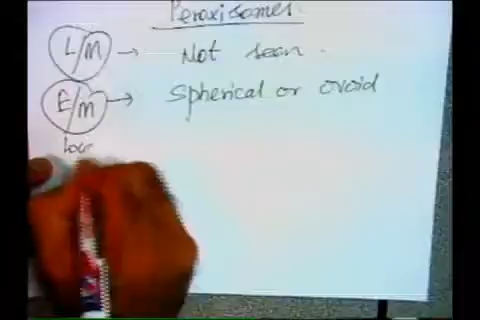 Peroxisomes.
L/M → Not seen.
E/M → Spherical or ovoid